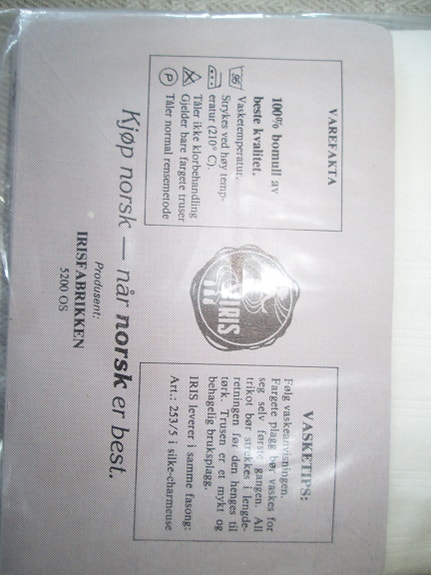 VAREFAKTA
100% bomull av
beste kvalitet.
95 Vasketemperatur.
Strykes ved høy temp-
eratur (210° C).
Tåler ikke klorbehandling
Gjelder bare fargete truser
P Tåler normal rensemetode
IRIS
VASKETIPS:
Følg vaskeanvisningen.
Fargete plagg bør vaskes for
seg selv første gangen. All
trikot bør strekkes i lengde-
retningen før den henges til
tørk. Trusen er et mykt og
behagelig bruksplagg.
IRIS leverer i samme fasong:
Art.: 253/5 i silke-charmeuse
Kjøp norsk — når norsk er best.
Produsent:
IRISFABRIKKEN
5200 OS